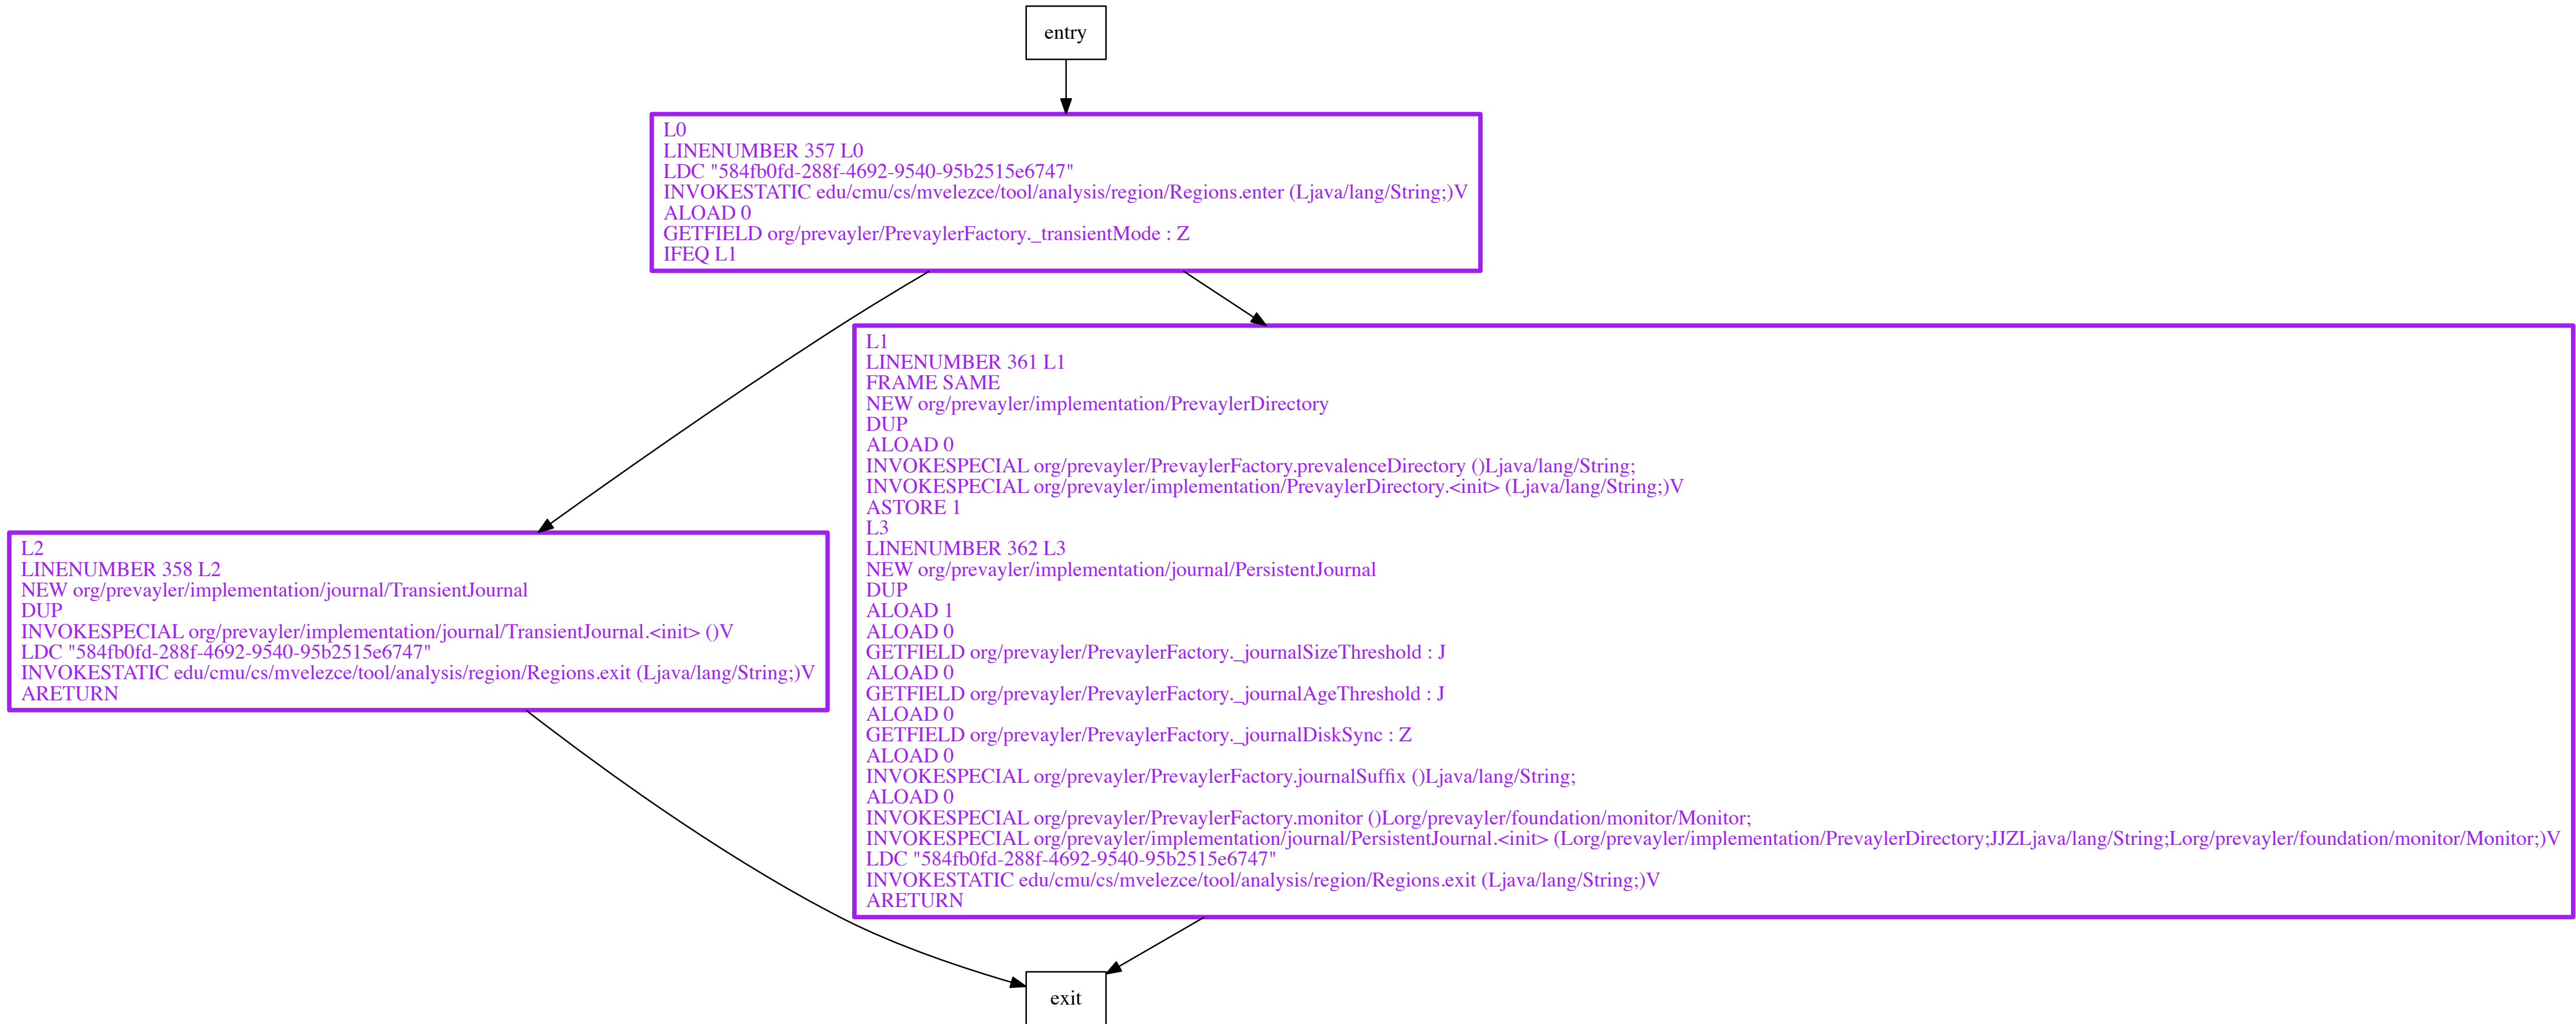 entry
L0
LINENUMBER 357 L0
LDC "584fb0fd-288f-4692-9540-95b2515e6747"
INVOKESTATIC edu/cmu/cs/mvelezce/tool/analysis/region/Regions.enter (Ljava/lang/String;)V
ALOAD 0
GETFIELD org/prevayler/PrevaylerFactory._transientMode : Z
IFEQ L1
L1
LINENUMBER 361 L1
FRAME SAME
NEW org/prevayler/implementation/PrevaylerDirectory
DUP
ALOAD 0
INVOKESPECIAL org/prevayler/PrevaylerFactory.prevalenceDirectory ()Ljava/lang/String;
INVOKESPECIAL org/prevayler/implementation/PrevaylerDirectory.<init> (Ljava/lang/String;)V
ASTORE 1
L3
LINENUMBER 362 L3
NEW org/prevayler/implementation/journal/PersistentJournal
DUP
ALOAD 1
ALOAD 0
GETFIELD org/prevayler/PrevaylerFactory._journalSizeThreshold : J
ALOAD 0
GETFIELD org/prevayler/PrevaylerFactory._journalAgeThreshold : J
ALOAD 0
GETFIELD org/prevayler/PrevaylerFactory._journalDiskSync : Z
ALOAD 0
INVOKESPECIAL org/prevayler/PrevaylerFactory.journalSuffix ()Ljava/lang/String;
ALOAD 0
INVOKESPECIAL org/prevayler/PrevaylerFactory.monitor ()Lorg/prevayler/foundation/monitor/Monitor;
INVOKESPECIAL org/prevayler/implementation/journal/PersistentJournal.<init> (Lorg/prevayler/implementation/PrevaylerDirectory;JJZLjava/lang/String;Lorg/prevayler/foundation/monitor/Monitor;)V
LDC "584fb0fd-288f-4692-9540-95b2515e6747"
INVOKESTATIC edu/cmu/cs/mvelezce/tool/analysis/region/Regions.exit (Ljava/lang/String;)V
ARETURN
L2
LINENUMBER 358 L2
NEW org/prevayler/implementation/journal/TransientJournal
DUP
INVOKESPECIAL org/prevayler/implementation/journal/TransientJournal.<init> ()V
LDC "584fb0fd-288f-4692-9540-95b2515e6747"
INVOKESTATIC edu/cmu/cs/mvelezce/tool/analysis/region/Regions.exit (Ljava/lang/String;)V
ARETURN
exit